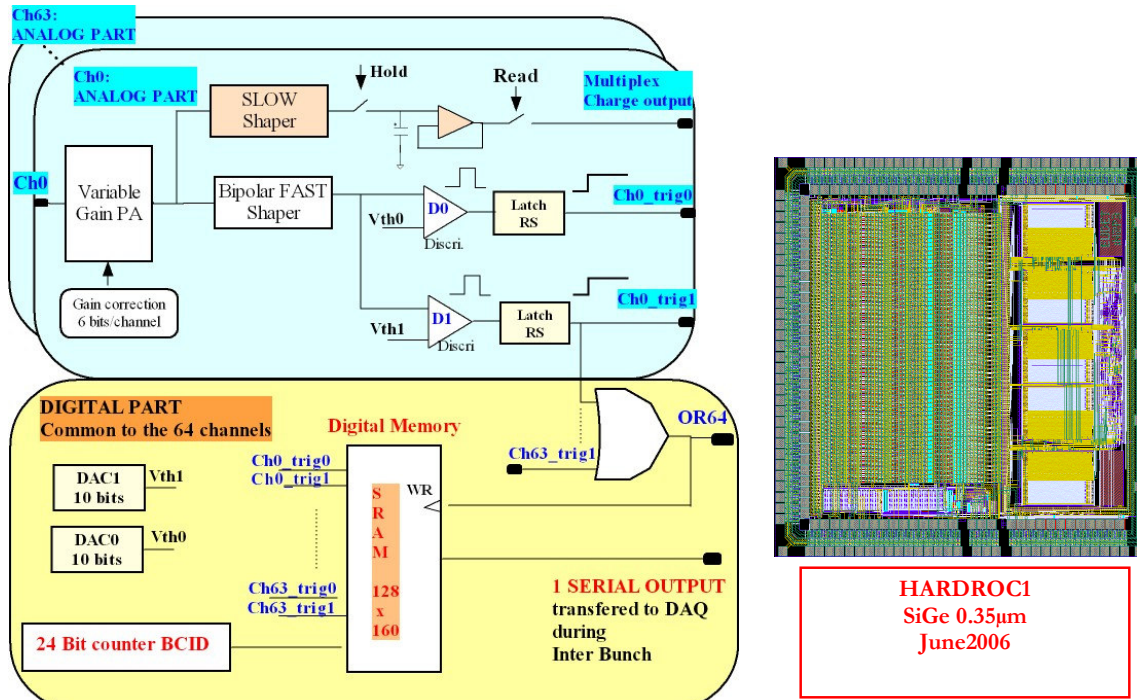 Ch63:
ANALOG PART
Ch0:
ANALOG PART
Hold
Read
Multiplex
Charge output
SLOW
Shaper
Ch0
Variable
Gain PA
Bipolar FAST
Shaper
Vth0
D0
Discri.
Latch
RS
Ch0_trig0
Gain correction
6 bits/channel
Vth1
D1
Discri
Latch
RS
Ch0_trig1
DIGITAL PART
Common to the 64 channels
Digital Memory
OR64
Ch63_trig1
DAC1
10 bits
Vth1
DAC0
10 bits
Vth0
Ch0_trig0
Ch0_trig1
Ch63_trig0
Ch63_trig1
S
R
A
M
128
x
160
WR
24 Bit counter BCID
1 SERIAL OUTPUT
transfered to DAQ
during
Inter Bunch
HARDROC1
SiGe 0.35µm
June2006